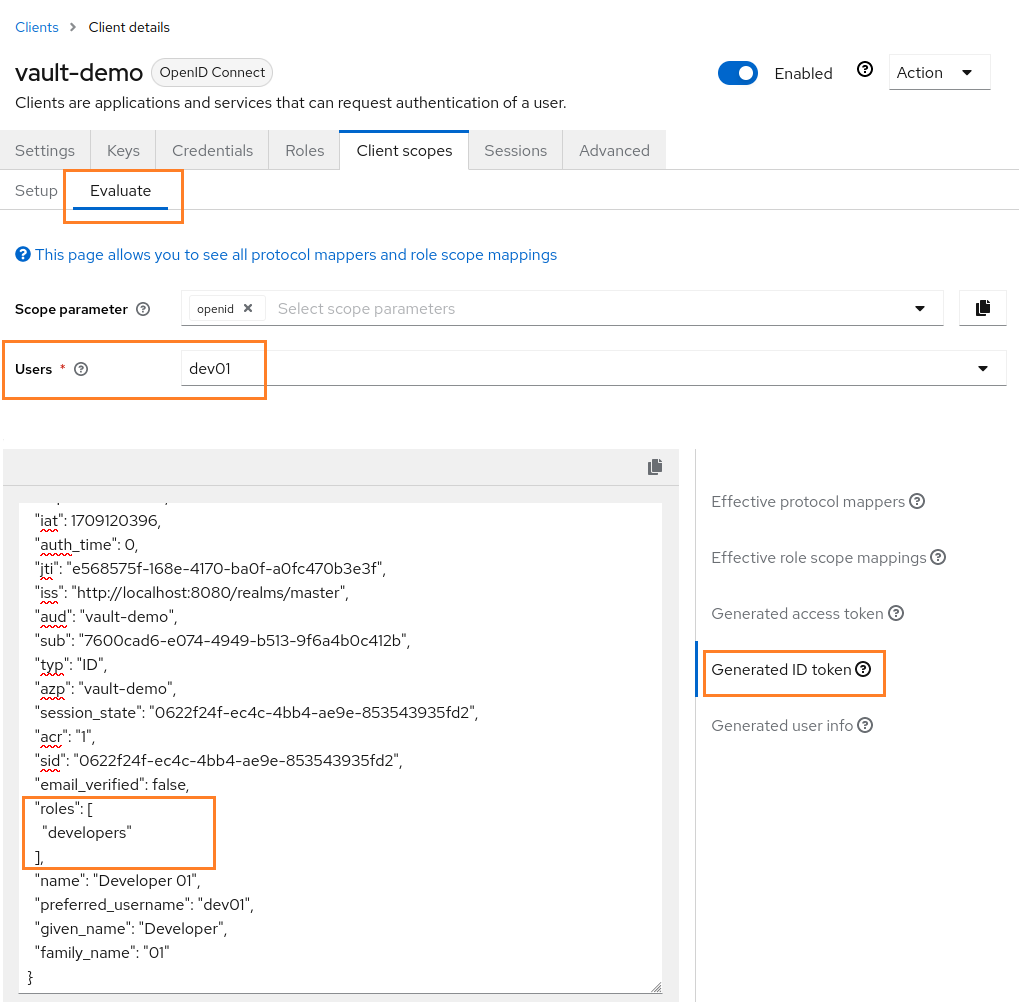 Clients > Client details
vault-demo OpenID Connect
Enabled
Action
Clients are applications and services that can request authentication of a user.
Settings Keys Credentials Roles Client scopes Sessions Advanced
Setup Evaluate
This page allows you to see all protocol mappers and role scope mappings
Scope parameter openid Select scope parameters
Users * dev01
"iat": 1709120396,
"auth_time": 0,
"jti": "e568575f-168e-4170-ba0f-a0fc470b3e3f",
"iss": "http://localhost:8080/realms/master",
"aud": "vault-demo",
"sub": "7600cad6-e074-4949-b513-9f6a4b0c412b",
"typ": "ID",
"azp": "vault-demo",
"session_state": "0622f24f-ec4c-4bb4-ae9e-853543935fd2",
"acr": "1",
"sid": "0622f24f-ec4c-4bb4-ae9e-853543935fd2",
"email_verified": false,
"roles": [
"developers"
],
"name": "Developer 01",
"preferred_username": "dev01",
"given_name": "Developer",
"family_name": "01"
}
Effective protocol mappers
Effective role scope mappings
Generated access token
Generated ID token
Generated user info